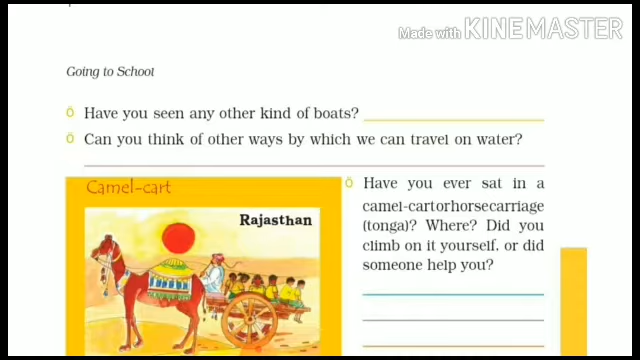 Made with KINEMASTER
Going to School
Ö Have you seen any other kind of boats?
Ö Can you think of other ways by which we can travel on water?
Camel-cart
Rajasthan
Ö Have you ever sat in a
camel-cartorhorsecarriage
(tonga)? Where? Did you
climb on it yourself, or did
someone help you?